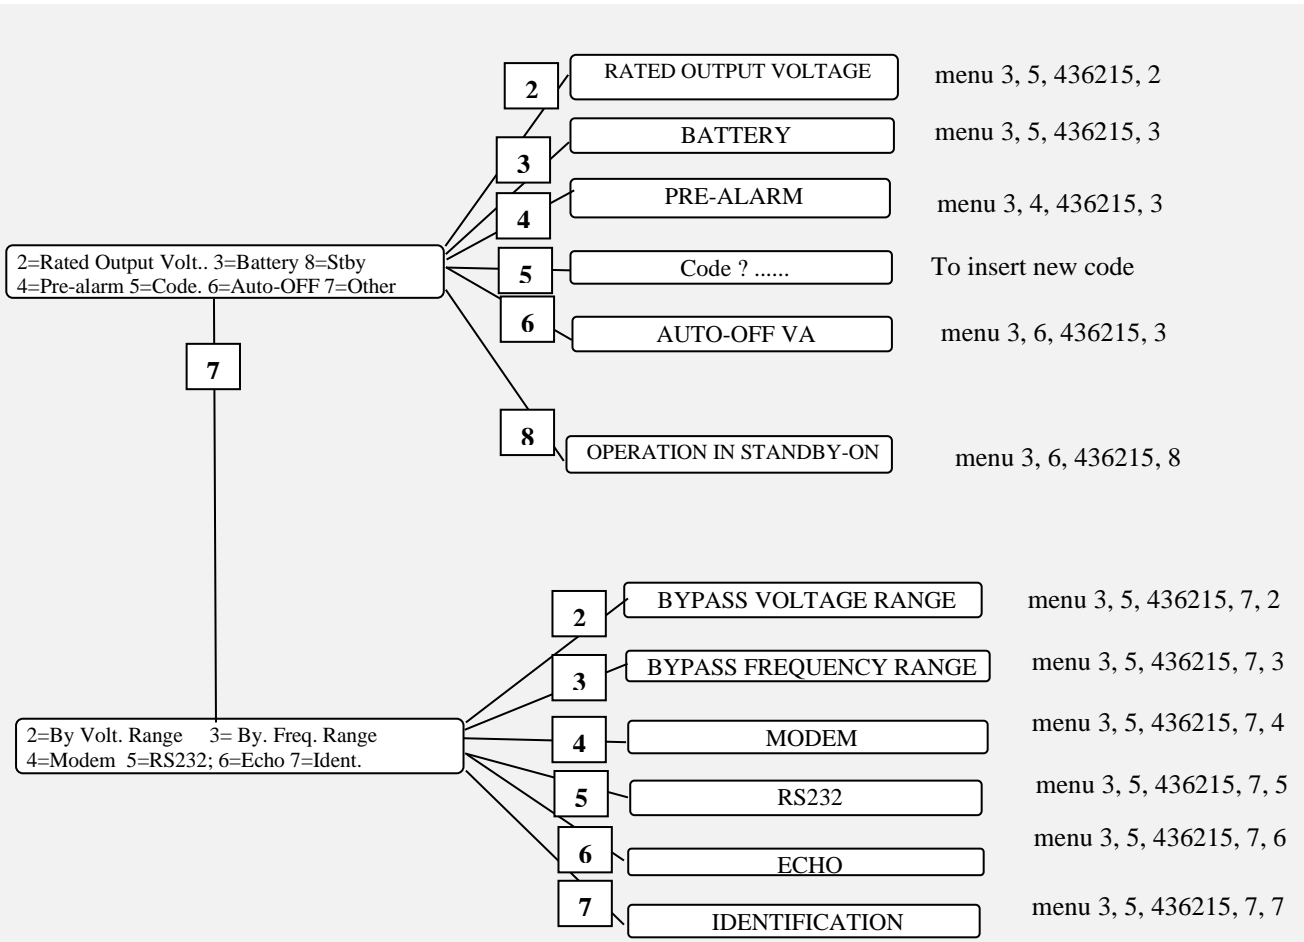 2
RATED OUTPUT VOLTAGE
menu 3, 5, 436215, 2
3
BATTERY
menu 3, 5, 436215, 3
4
PRE-ALARM
menu 3, 4, 436215, 3
2=Rated Output Volt.. 3=Battery 8=Stby
4=Pre-alarm 5=Code. 6=Auto-OFF 7=Other
5
Code ? ......
To insert new code
6
AUTO-OFF VA
menu 3, 6, 436215, 3
7
8
OPERATION IN STANDBY-ON
menu 3, 6, 436215, 8
2
BYPASS VOLTAGE RANGE
menu 3, 5, 436215, 7, 2
3
BYPASS FREQUENCY RANGE
menu 3, 5, 436215, 7, 3
2=By Volt. Range 3= By. Freq. Range
4=Modem 5=RS232; 6=Echo 7=Ident.
4
MODEM
menu 3, 5, 436215, 7, 4
5
RS232
menu 3, 5, 436215, 7, 5
6
ECHO
menu 3, 5, 436215, 7, 6
7
IDENTIFICATION
menu 3, 5, 436215, 7, 7